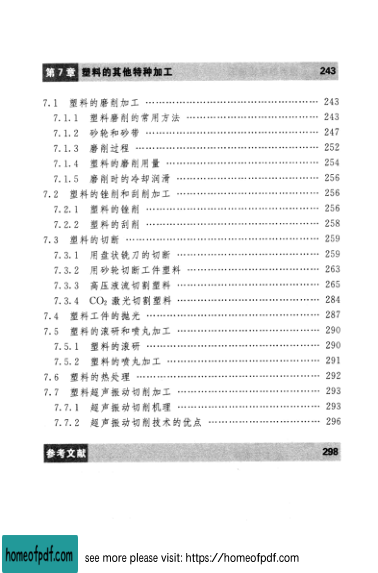 第7章 塑料的其他特种加工 243
7.1 塑料的磨削加工 …… 243
7.1.1 塑料磨削的常用方法 …… 243
7.1.2 砂轮和砂带 …… 247
7.1.3 磨削过程 …… 252
7.1.4 塑料的磨削用量 …… 254
7.1.5 磨削时的冷却润滑 …… 256
7.2 塑料的锉削和刮削加工 …… 256
7.2.1 塑料的锉削 …… 256
7.2.2 塑料的刮削 …… 258
7.3 塑料的切断 …… 259
7.3.1 用盘状铣刀的切断 …… 259
7.3.2 用砂轮切断工件塑料 …… 263
7.3.3 高压液流切割塑料 …… 265
7.3.4 CO₂激光切割塑料 …… 284
7.4 塑料工件的抛光 …… 287
7.5 塑料的滚研和喷丸加工 …… 290
7.5.1 塑料的滚研 …… 290
7.5.2 塑料的喷丸加工 …… 291
7.6 塑料的热处理 …… 292
7.7 塑料超声振动切削加工 …… 293
7.7.1 超声振动切削机理 …… 293
7.7.2 超声振动切削技术的优点 …… 296
参考文献 298
homeofpdf.com see more please visit: https://homeofpdf.com